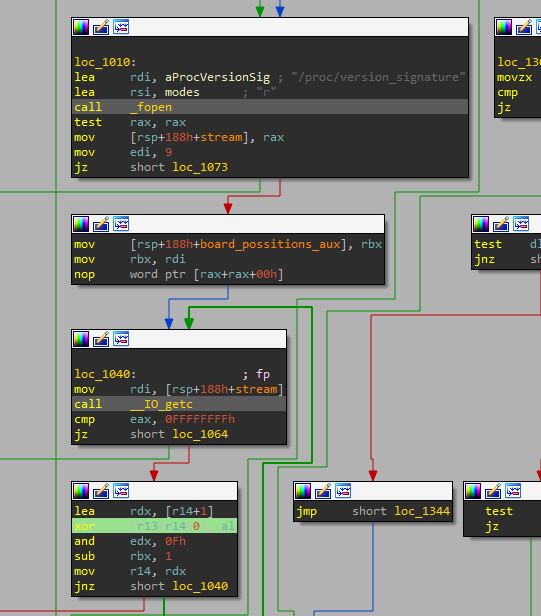 loc_1010:
lea rdi, aProcVersionSig ; "/proc/version_signature"
lea rsi, modes ; "r"
call _fopen
test rax, rax
mov [rsp+188h+stream], rax
mov edi, 9
jz short loc_1073
loc_13
movzx
cmp
jz
mov [rsp+188h+board_possitions_aux], rbx
mov rbx, rdi
nop word ptr [rax+rax+00h]
test
jnz
loc_1040: ; fp
mov rdi, [rsp+188h+stream]
call __IO_getc
cmp eax, 0FFFFFFFFh
jz short loc_1064
lea rdx, [r14+1]
xor r13 r14 0 al
and edx, 0Fh
sub rbx, 1
mov r14, rdx
jnz short loc_1040
jmp short loc_1344
test
jz